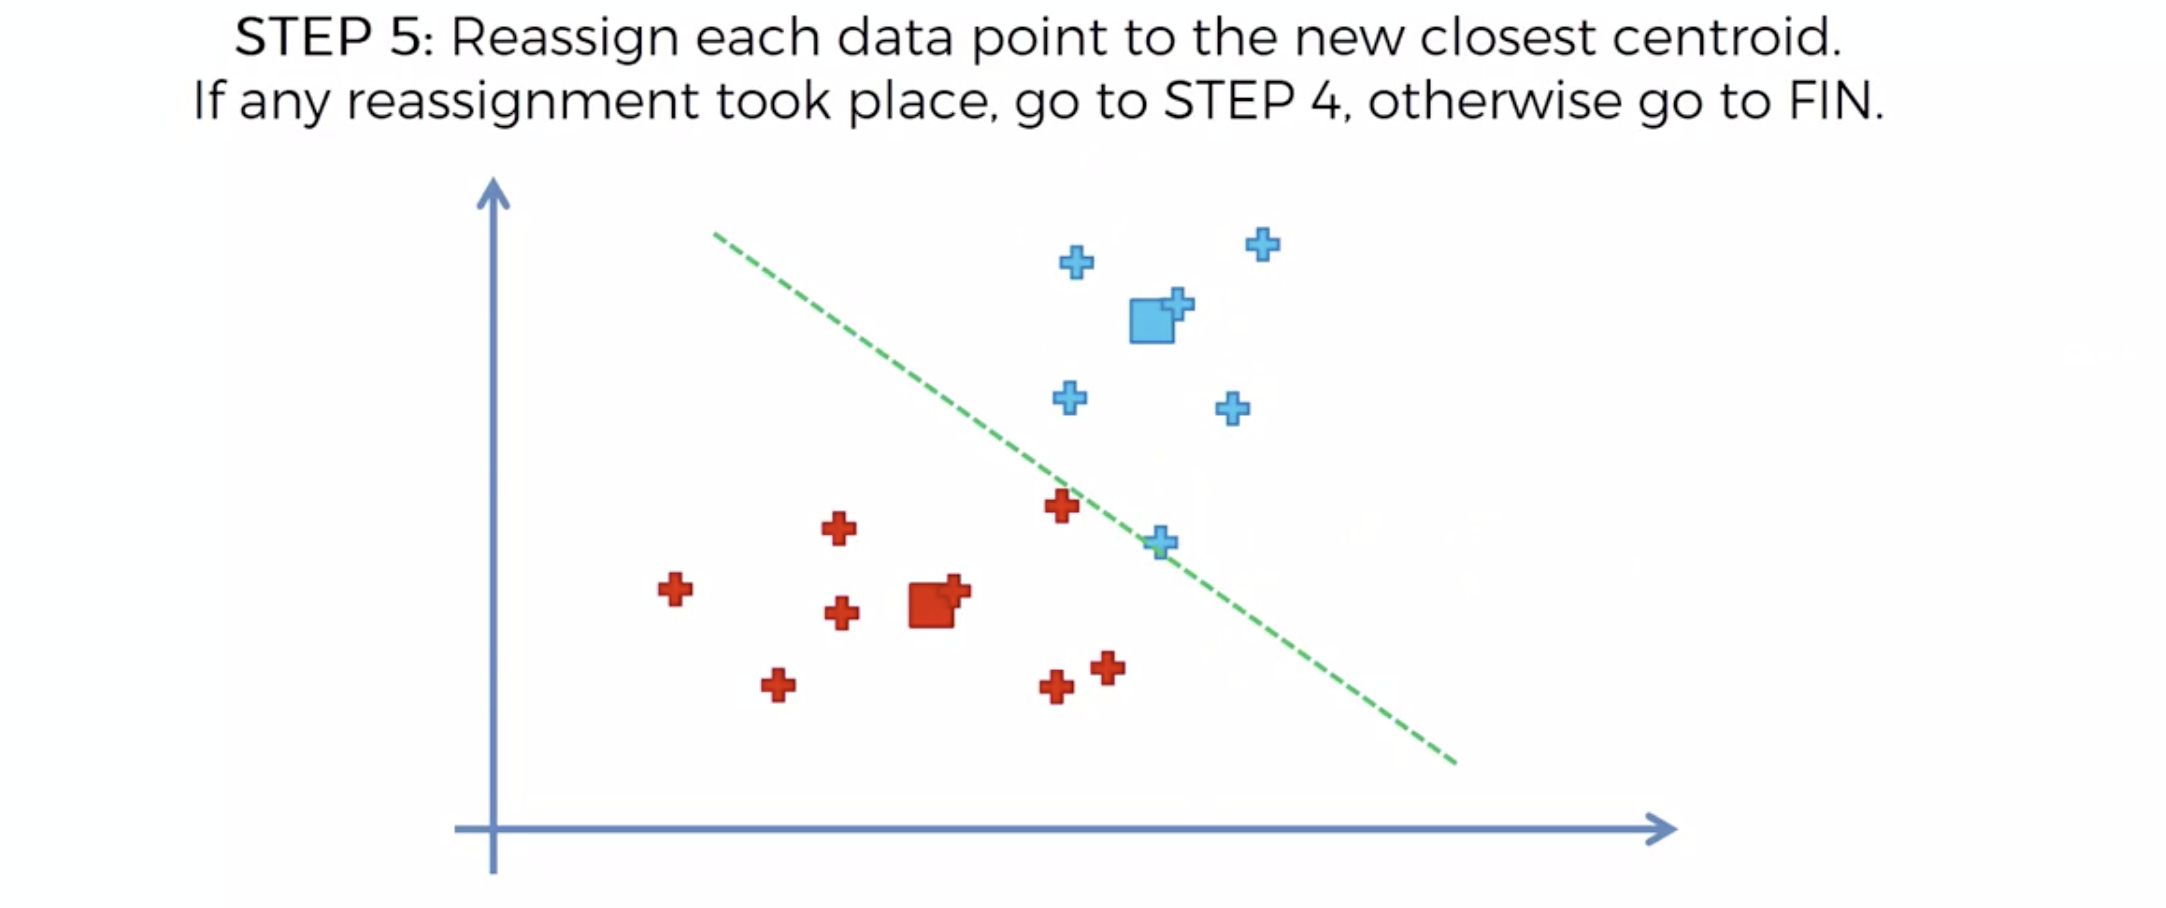 STEP 5: Reassign each data point to the new closest centroid.
If any reassignment took place, go to STEP 4, otherwise go to FIN.